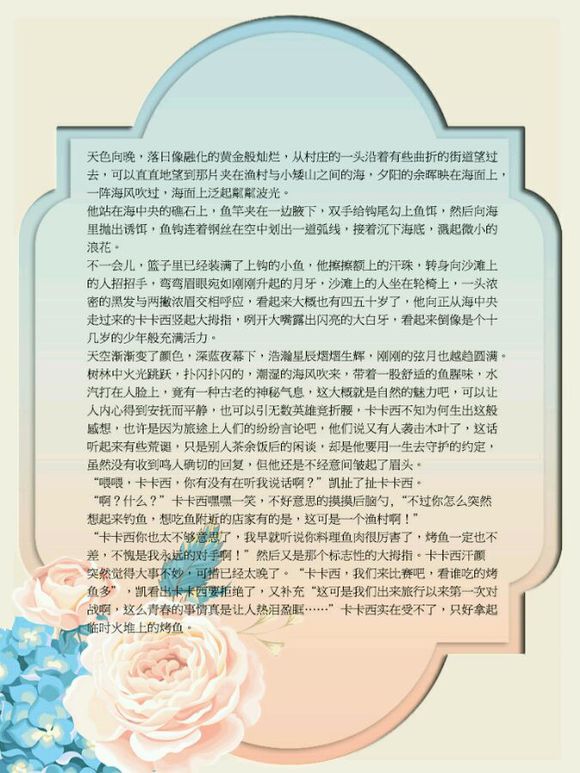 天色向晚，落日像融化的黄金般灿烂，从村庄的一头沿着有些曲折的街道望过
去，可以直直地望到那片夹在渔村与小矮山之间的海，夕阳的余晖映在海面上，
一阵海风吹过，海面上泛起粼粼波光。
他站在海中央的礁石上，鱼竿夹在一边腋下，双手给钩尾勾上鱼饵，然后向海
里抛出诱饵，鱼钩连着钢丝在空中划出一道弧线，接着沉下海底，溅起微小的
浪花。
不一会儿，篮子里已经装满了上钩的小鱼，他擦擦额上的汗珠，转身向沙滩上
的人招招手，弯弯眉眼宛如刚刚升起的月牙，沙滩上的人坐在轮椅上，一头浓
密的黑发与两撇浓眉交相呼应，看起来大概也有四五十岁了，他向正从海中央
走过来的卡卡西竖起大拇指，咧开大嘴露出闪亮的大白牙，看起来倒像是个十
几岁的少年般充满活力。
天空渐渐变了颜色，深蓝夜幕下，浩瀚星辰熠熠生辉，刚刚的弦月也越趋圆满。
树林中火光跳跃，扑闪扑闪的，潮湿的海风吹来，带着一股舒适的鱼腥味，水
汽打在人脸上，竟有一种古老的神秘气息，这大概就是自然的魅力吧，可以让
人内心得到安抚而平静，也可以引无数英雄竞折腰，卡卡西不知为何生出这般
感想，也许是因为旅途上人们的纷纷言论吧，他们说又有人袭击木叶了，这话
听起来有些荒诞，只是别人茶余饭后的闲谈，却是他要用一生去守护的约定，
虽然没有收到鸣人确切的回复，但他还是不经意间皱起了眉头。
“喂喂，卡卡西，你有没有在听我说话啊？”凯扯了扯卡卡西。
“啊？什么？”卡卡西嘿嘿一笑，不好意思的摸摸后脑勺，“不过你怎么突然
想起来钓鱼，想吃鱼附近的店家有的是，这可是一个渔村啊！”
“卡卡西你也太不够意思了，我早就听说你料理鱼肉很厉害了，烤鱼一定也不
差，不愧是我永远的对手啊！”然后又是那个标志性的大拇指。卡卡西汗颜
突然觉得大事不妙，可惜已经太晚了。“卡卡西，我们来比赛吧，看谁吃的烤
鱼多”，凯看出卡卡西要拒绝了，又补充“这可是我们出来旅行以来第一次对
战啊，这么青春的事情真是让人热泪盈眶……”卡卡西实在受不了，只好拿起
临时火堆上的烤鱼。